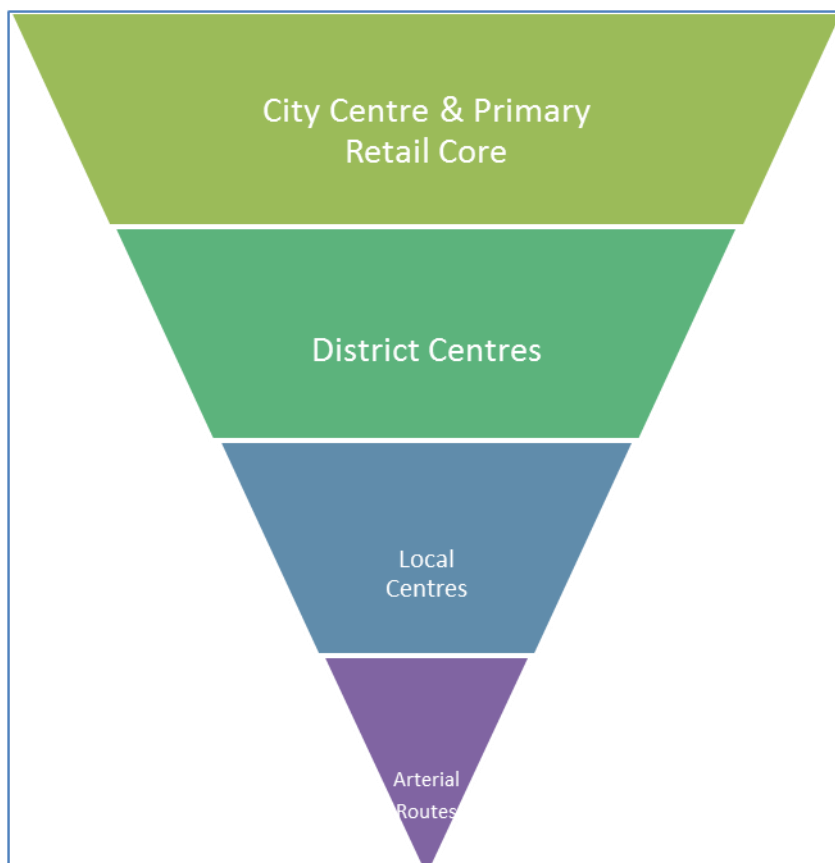 City Centre & Primary
Retail Core
District Centres
Local
Centres
Arterial
Routes